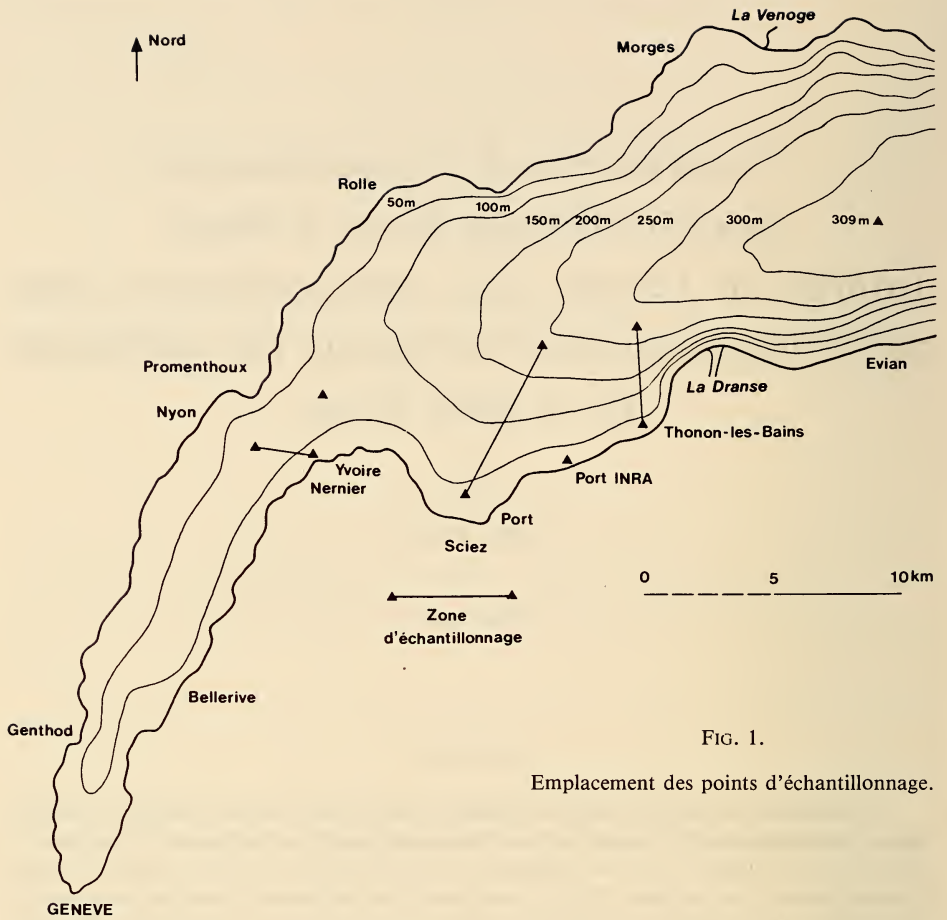 La Venoge
Nord
Morges
Rolle
50m
100m
150m
200m
250m
300m
309m
Promenthoux
Nyon
Evian
La Dranse
Thonon-les-Bains
Yvoire
Nernier
Port INRA
Port
Sciez
0 5 10km
Zone
d'échantillonnage
Bellerive
Genthod
FIG. 1.
Emplacement des points d'échantillonnage.
GENEVE